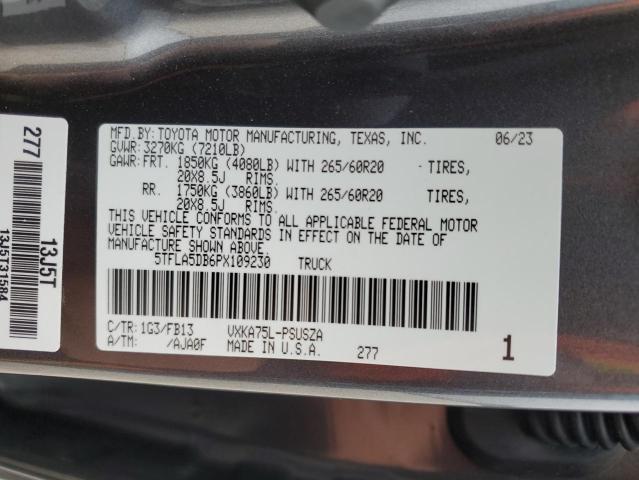 MFD. BY: TOYOTA MOTOR MANUFACTURING, TEXAS, INC. 06/23
GVWR: 3270KG (7210LB)
GAWR: FRT. 1850KG (4080LB) WITH 265/60R20 TIRES,
20X8.5J RIMS.
RR. 1750KG (3860LB) WITH 265/60R20 TIRES,
20X8.5J RIMS.
THIS VEHICLE CONFORMS TO ALL APPLICABLE FEDERAL MOTOR
VEHICLE SAFETY STANDARDS IN EFFECT ON THE DATE OF
MANUFACTURE SHOWN ABOVE.
5TFLA5DB6PX109230 TRUCK
C/TR: 1G3/FB13 VXKA75L-PSUSZA
A/TM: /AJA0F MADE IN U.S.A. 277 1
277 13J5T
13J5T31584